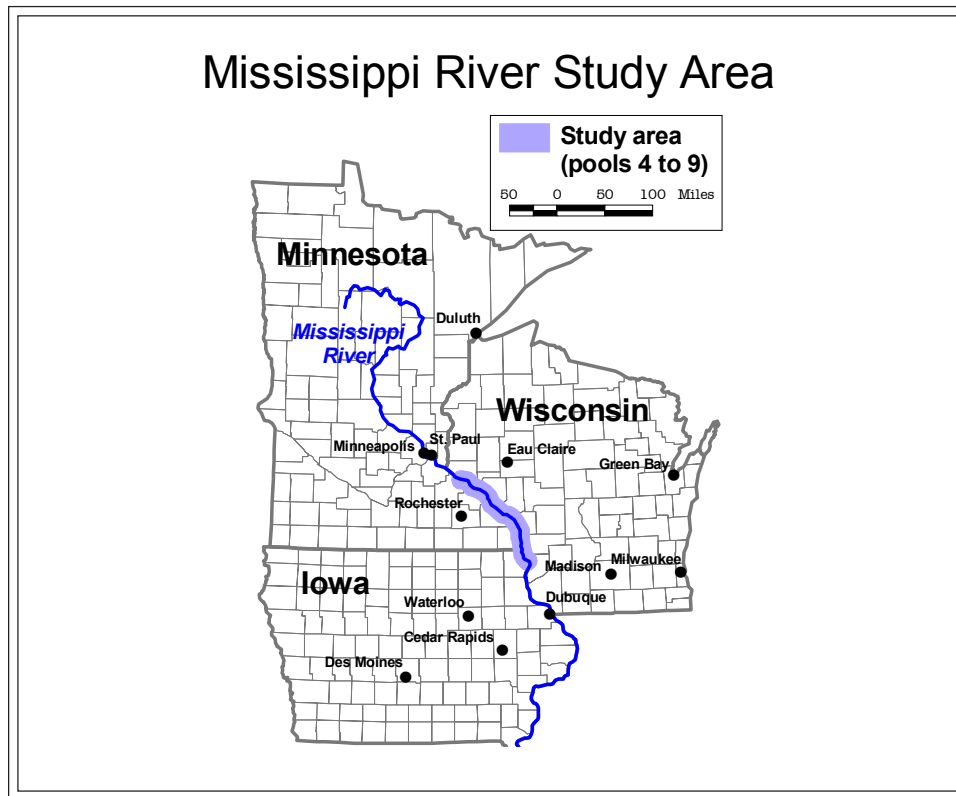 Mississippi River Study Area
Study area
(pools 4 to 9)
50 0 50 100 Miles
Minnesota
Mississippi
River
Duluth
Wisconsin
Minneapolis
St. Paul
Eau Claire
Green Bay
Rochester
Madison
Milwaukee
Iowa
Waterloo
Dubuque
Cedar Rapids
Des Moines